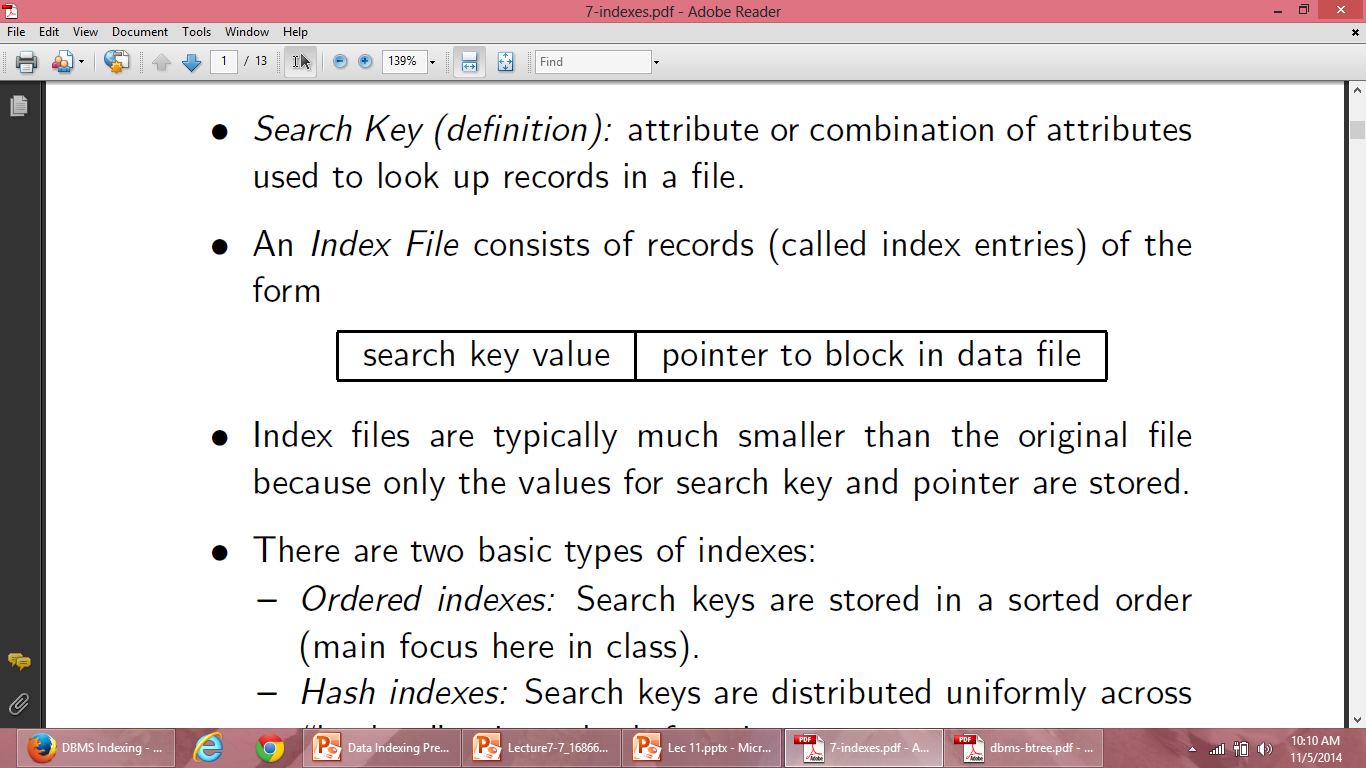 7-indexes.pdf - Adobe Reader
File Edit View Document Tools Window Help
1 / 13 139% Find
• Search Key (definition): attribute or combination of attributes
used to look up records in a file.
• An Index File consists of records (called index entries) of the
form
search key value pointer to block in data file
• Index files are typically much smaller than the original file
because only the values for search key and pointer are stored.
• There are two basic types of indexes:
– Ordered indexes: Search keys are stored in a sorted order
(main focus here in class).
– Hash indexes: Search keys are distributed uniformly across
DBMS Indexing - ... Data Indexing Pre... Lecture7-7_16866... Lec 11.pptx - Micr... 7-indexes.pdf - A... dbms-btree.pdf - ... 10:10 AM
11/5/2014